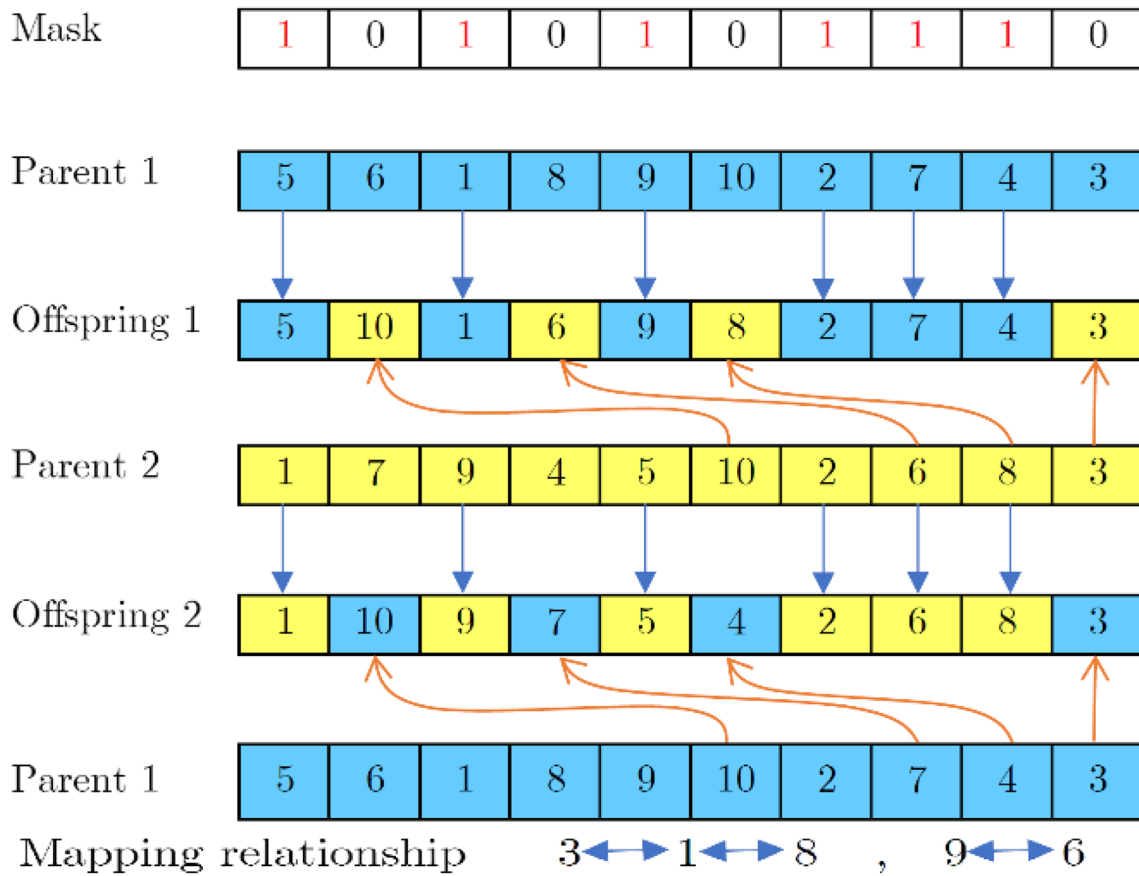 Mask 1 0 1 0 1 0 1 1 1 0
Parent 1 5 6 1 8 9 10 2 7 4 3
Offspring 1 5 10 1 6 9 8 2 7 4 3
Parent 2 1 7 9 4 5 10 2 6 8 3
Offspring 2 1 10 9 7 5 4 2 6 8 3
Parent 1 5 6 1 8 9 10 2 7 4 3
Mapping relationship 3 1 8 , 9 6